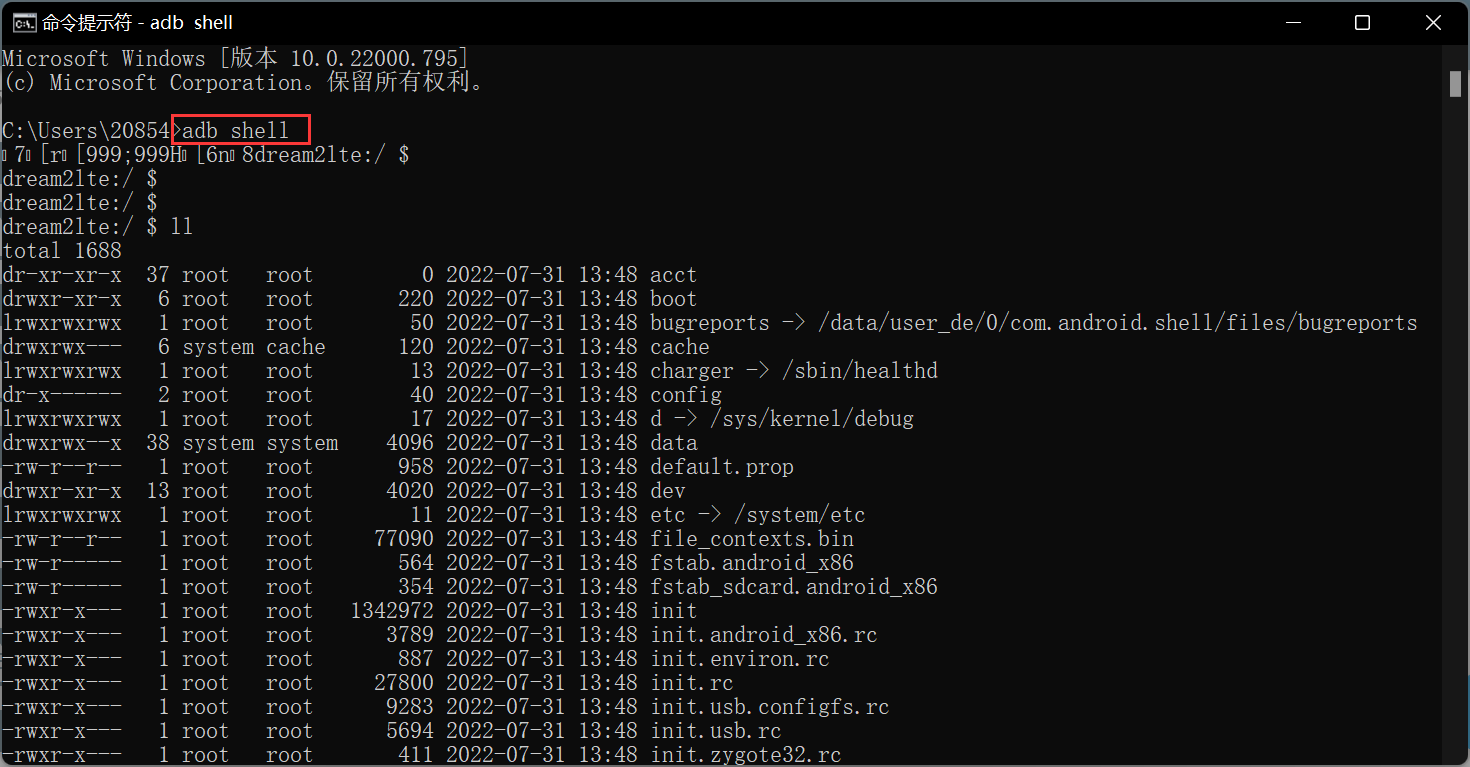 命令提示符 - adb shell
Microsoft Windows [版本 10.0.22000.795]
(c) Microsoft Corporation。保留所有权利。
C:\Users\20854>adb shell
7 [r [999;999H [6n 8dream2lte:/ $
dream2lte:/ $
dream2lte:/ $
dream2lte:/ $ ll
total 1688
dr-xr-xr-x  37 root   root         0 2022-07-31 13:48 acct
drwxr-xr-x   6 root   root       220 2022-07-31 13:48 boot
lrwxrwxrwx   1 root   root        50 2022-07-31 13:48 bugreports -> /data/user_de/0/com.android.shell/files/bugreports
drwxrwx---   6 system cache      120 2022-07-31 13:48 cache
lrwxrwxrwx   1 root   root        13 2022-07-31 13:48 charger -> /sbin/healthd
dr-x------   2 root   root        40 2022-07-31 13:48 config
lrwxrwxrwx   1 root   root        17 2022-07-31 13:48 d -> /sys/kernel/debug
drwxrwx--x  38 system system    4096 2022-07-31 13:48 data
-rw-r--r--   1 root   root       958 2022-07-31 13:48 default.prop
drwxr-xr-x  13 root   root      4020 2022-07-31 13:48 dev
lrwxrwxrwx   1 root   root        11 2022-07-31 13:48 etc -> /system/etc
-rw-r--r--   1 root   root     77090 2022-07-31 13:48 file_contexts.bin
-rw-r-----   1 root   root       564 2022-07-31 13:48 fstab.android_x86
-rw-r-----   1 root   root       354 2022-07-31 13:48 fstab_sdcard.android_x86
-rwxr-x---   1 root   root   1342972 2022-07-31 13:48 init
-rwxr-x---   1 root   root      3789 2022-07-31 13:48 init.android_x86.rc
-rwxr-x---   1 root   root       887 2022-07-31 13:48 init.environ.rc
-rwxr-x---   1 root   root     27800 2022-07-31 13:48 init.rc
-rwxr-x---   1 root   root      9283 2022-07-31 13:48 init.usb.configfs.rc
-rwxr-x---   1 root   root      5694 2022-07-31 13:48 init.usb.rc
-rwxr-x---   1 root   root       411 2022-07-31 13:48 init.zygote32.rc